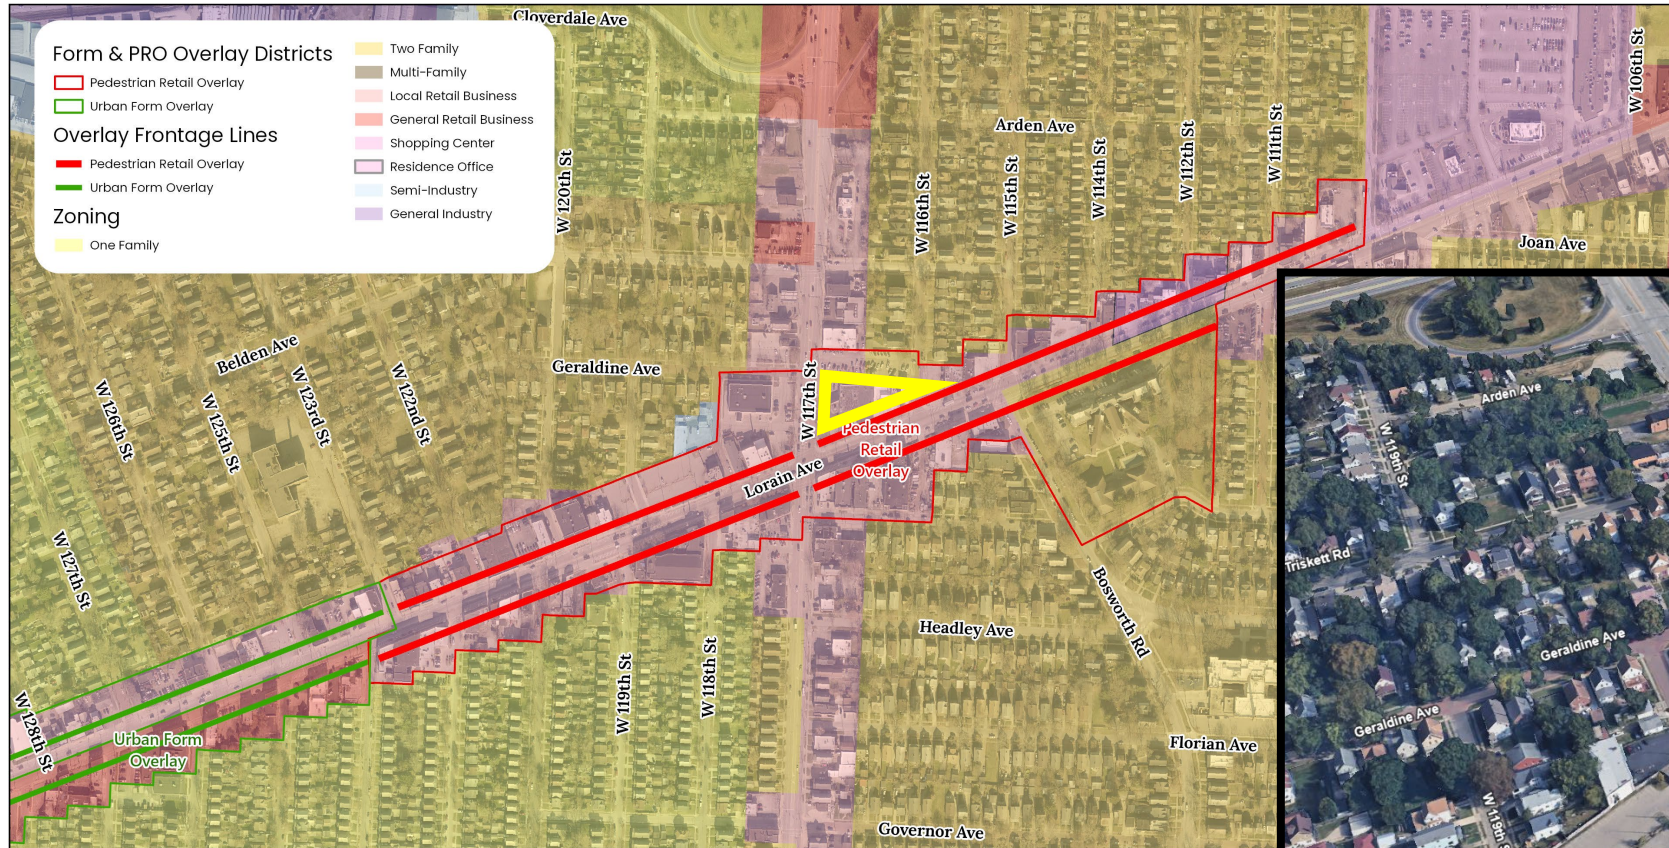 Form & PRO Overlay Districts
Pedestrian Retail Overlay
Urban Form Overlay
Overlay Frontage Lines
Pedestrian Retail Overlay
Urban Form Overlay
Zoning
One Family
Two Family
Multi-Family
Local Retail Business
General Retail Business
Shopping Center
Residence Office
Semi-Industry
General Industry
Cloverdale Ave
W 106th St
Arden Ave
W 111th St
W 112th St
W 114th St
W 115th St
W 116th St
W 120th St
Joan Ave
Belden Ave
Geraldine Ave
W 117th St
W 122nd St
W 123rd St
W 125th St
W 126th St
Pedestrian
Retail
Overlay
Lorain Ave
W 127th St
Headley Ave
Bosworth Rd
W 118th St
W 119th St
W 128th St
Urban Form
Overlay
Florian Ave
Governor Ave
Arden Ave
W 119th St
Triskett Rd
Geraldine Ave
Geraldine Ave
W 119th S